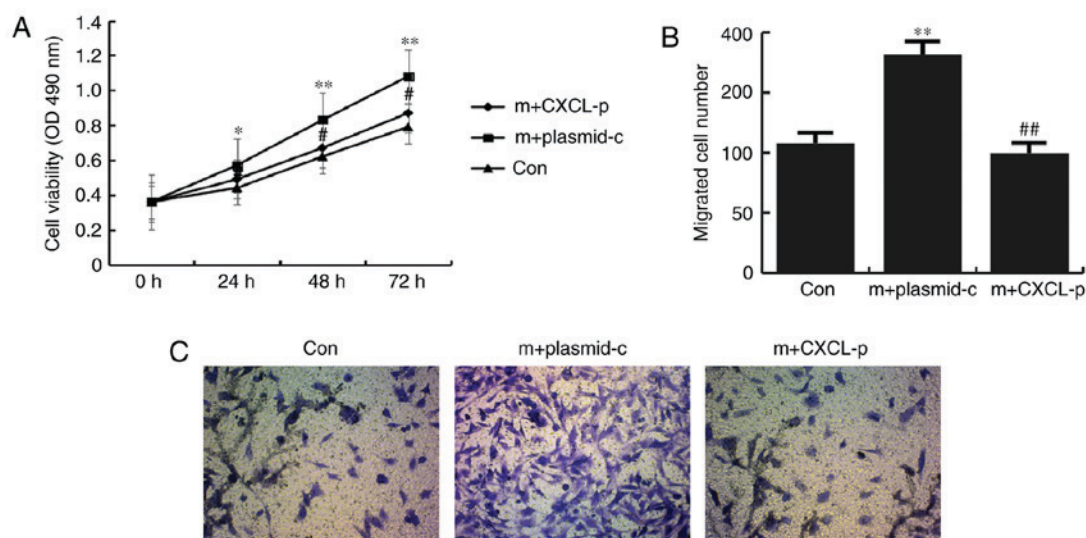 A
Cell viability (OD 490 nm)
1.4
1.2
1.0
0.8
0.6
0.4
0.2
0
0 h
24 h
48 h
72 h
*
**
#
**
#
m+CXCL-p
m+plasmid-c
Con
B
Migrated cell number
400
200
100
50
0
**
##
Con
m+plasmid-c
m+CXCL-p
C
Con
m+plasmid-c
m+CXCL-p